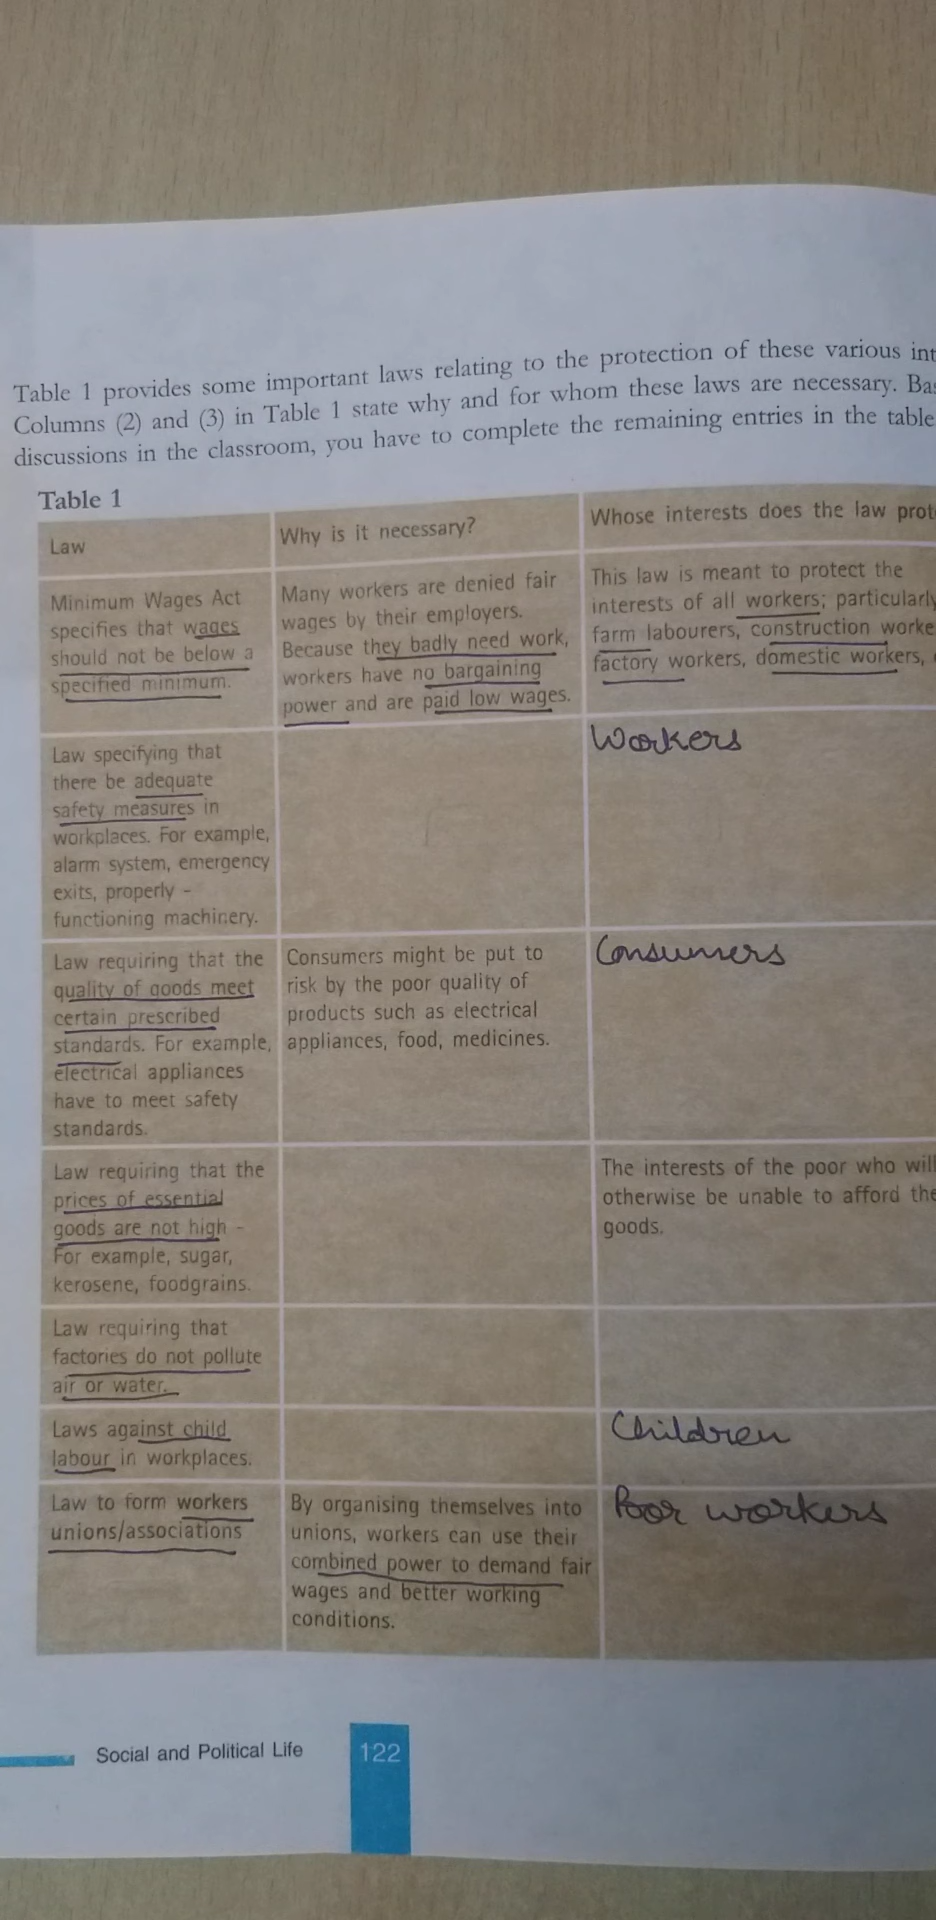 Table 1 provides some important laws relating to the protection of these various int
Columns (2) and (3) in Table 1 state why and for whom these laws are necessary. Bas
discussions in the classroom, you have to complete the remaining entries in the table
Table 1
Law
Why is it necessary?
Whose interests does the law prot
Minimum Wages Act
specifies that wages
should not be below a
specified minimum.
Many workers are denied fair
wages by their employers.
Because they badly need work,
workers have no bargaining
power and are paid low wages.
This law is meant to protect the
interests of all workers; particularly
farm labourers, construction worke
factory workers, domestic workers,
Law specifying that
there be adequate
safety measures in
workplaces. For example,
alarm system, emergency
exits, properly -
functioning machinery.
Workers
Law requiring that the
quality of goods meet
certain prescribed
standards. For example,
electrical appliances
have to meet safety
standards.
Consumers might be put to
risk by the poor quality of
products such as electrical
appliances, food, medicines.
Consumers
Law requiring that the
prices of essential
goods are not high -
For example, sugar,
kerosene, foodgrains.
The interests of the poor who will
otherwise be unable to afford the
goods.
Law requiring that
factories do not pollute
air or water.
Laws against child
labour in workplaces.
Children
Law to form workers
unions/associations
By organising themselves into
unions, workers can use their
combined power to demand fair
wages and better working
conditions.
Poor workers
Social and Political Life
122